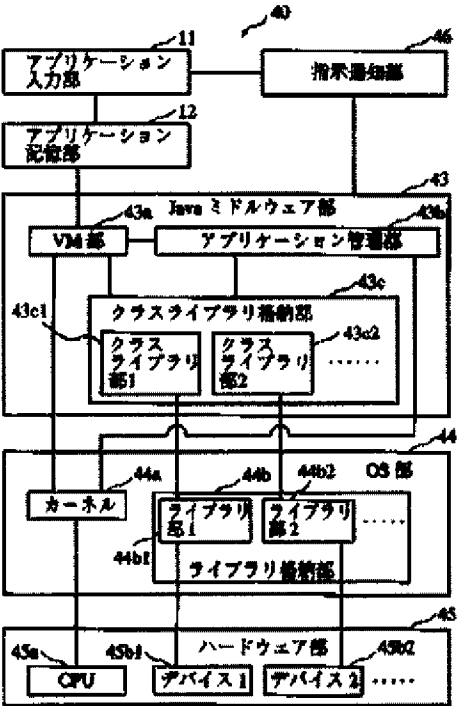 40
11
アプリケーション
入力部
46
指示通知部
12
アプリケーション
記憶部
43
Javaミドルウェア部
43a
43b
VM部
アプリケーション管理部
43c
43c1
クラスライブラリ格納部
43c2
クラス
ライブラリ
部1
クラス
ライブラリ
部2
……
44
44a
44b
44b2
OS部
カーネル
ライブラリ
部1
ライブラリ
部2
……
44b1
ライブラリ格納部
45
ハードウェア部
45a
45b1
45b2
CPU
デバイス1
デバイス2
……